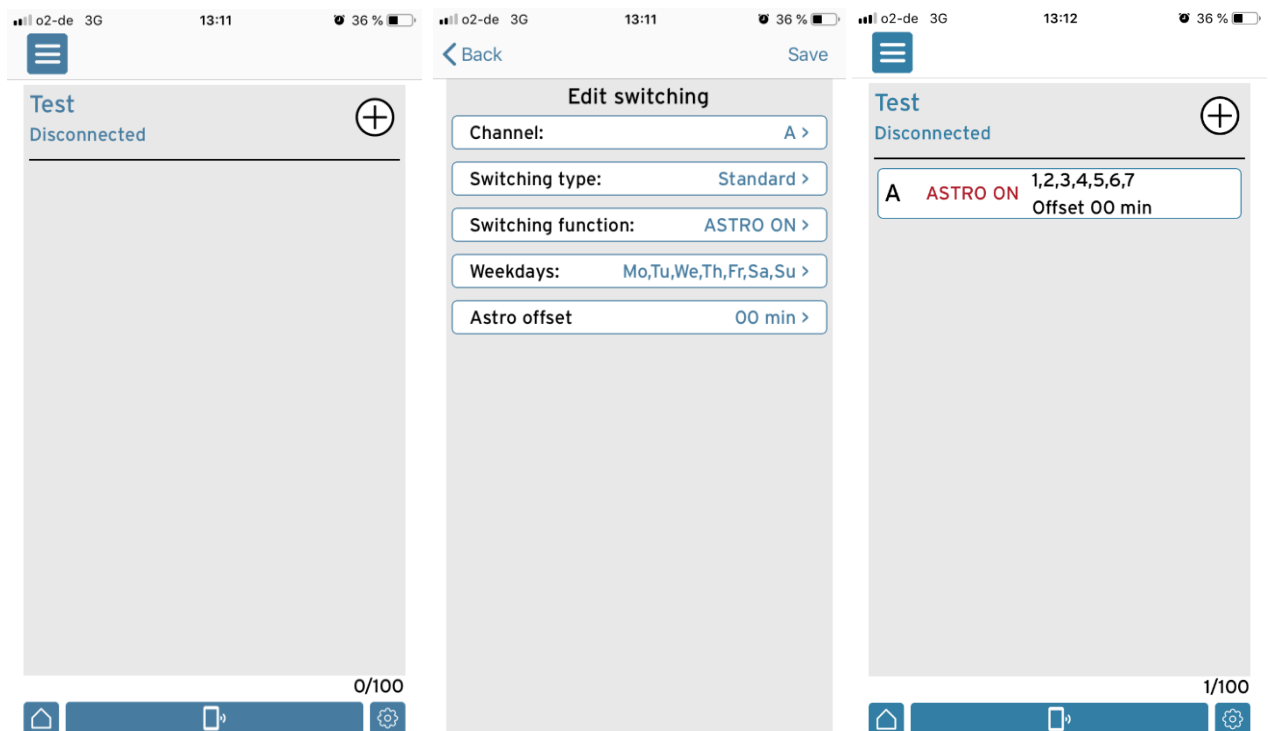 o2-de 3G 13:11 36 %
Test
Disconnected
0/100
o2-de 3G 13:11 36 %
Back Save
Edit switching
Channel: A >
Switching type: Standard >
Switching function: ASTRO ON >
Weekdays: Mo,Tu,We,Th,Fr,Sa,Su >
Astro offset 00 min >
o2-de 3G 13:12 36 %
Test
Disconnected
A ASTRO ON 1,2,3,4,5,6,7
Offset 00 min
1/100